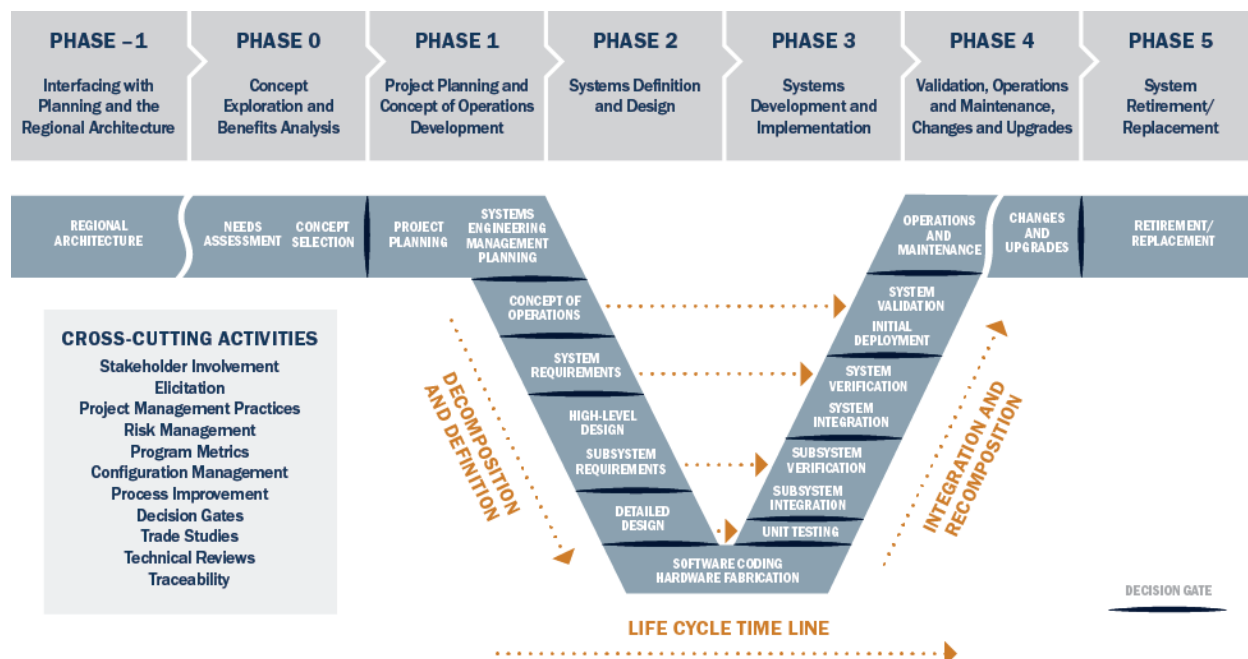 PHASE –1
Interfacing with
Planning and the
Regional Architecture
PHASE 0
Concept
Exploration and
Benefits Analysis
PHASE 1
Project Planning and
Concept of Operations
Development
PHASE 2
Systems Definition
and Design
PHASE 3
Systems
Development and
Implementation
PHASE 4
Validation, Operations
and Maintenance,
Changes and Upgrades
PHASE 5
System
Retirement/
Replacement
REGIONAL
ARCHITECTURE
NEEDS
ASSESSMENT
CONCEPT
SELECTION
PROJECT
PLANNING
SYSTEMS
ENGINEERING
MANAGEMENT
PLANNING
OPERATIONS
AND
MAINTENANCE
CHANGES
AND
UPGRADES
RETIREMENT/
REPLACEMENT
CONCEPT OF
OPERATIONS
SYSTEM
REQUIREMENTS
HIGH-LEVEL
DESIGN
SUBSYSTEM
REQUIREMENTS
DETAILED
DESIGN
SOFTWARE CODING
HARDWARE FABRICATION
UNIT TESTING
SUBSYSTEM
INTEGRATION
SUBSYSTEM
VERIFICATION
SYSTEM
INTEGRATION
SYSTEM
VERIFICATION
INITIAL
DEPLOYMENT
SYSTEM
VALIDATION
DECOMPOSITION
AND DEFINITION
INTEGRATION AND
RECOMPOSITION
CROSS-CUTTING ACTIVITIES
Stakeholder Involvement
Elicitation
Project Management Practices
Risk Management
Program Metrics
Configuration Management
Process Improvement
Decision Gates
Trade Studies
Technical Reviews
Traceability
DECISION GATE
LIFE CYCLE TIME LINE